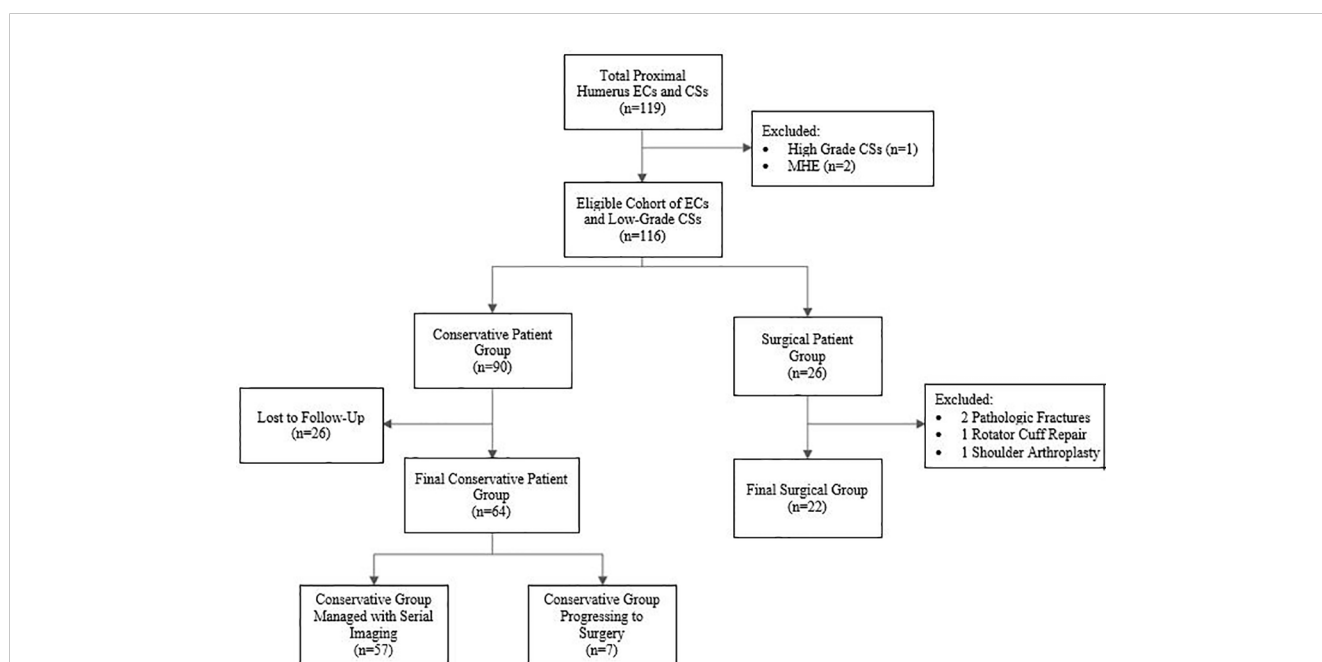 Total Proximal
Humerus ECs and CSs
(n=119)
Excluded:
• High Grade CSs (n=1)
• MHE (n=2)
Eligible Cohort of ECs
and Low-Grade CSs
(n=116)
Conservative Patient
Group
(n=90)
Surgical Patient
Group
(n=26)
Lost to Follow-Up
(n=26)
Excluded:
• 2 Pathologic Fractures
• 1 Rotator Cuff Repair
• 1 Shoulder Arthroplasty
Final Conservative Patient
Group
(n=64)
Final Surgical Group
(n=22)
Conservative Group
Managed with Serial
Imaging
(n=57)
Conservative Group
Progressing to
Surgery
(n=7)